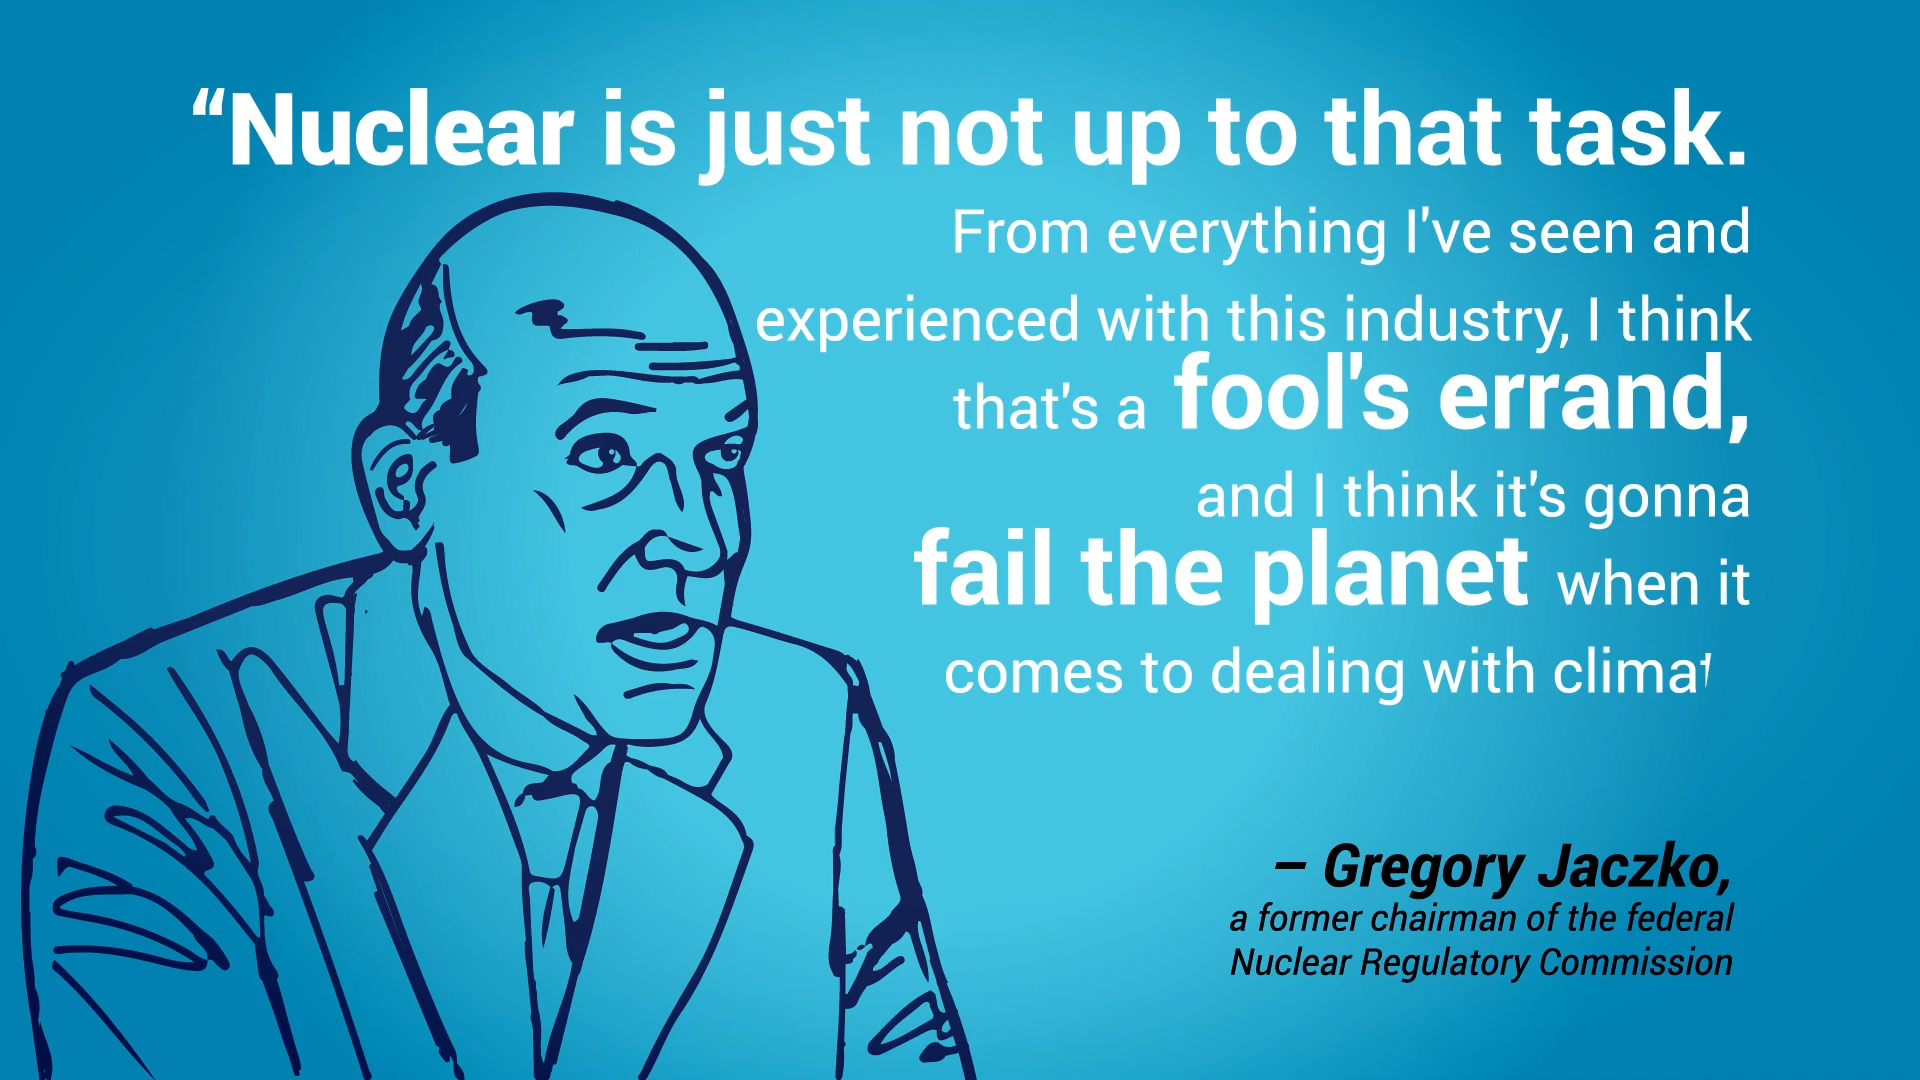 “Nuclear is just not up to that task.
From everything I've seen and
experienced with this industry, I think
that's a fool's errand,
and I think it's gonna
fail the planet when it
comes to dealing with climat
– Gregory Jaczko,
a former chairman of the federal
Nuclear Regulatory Commission